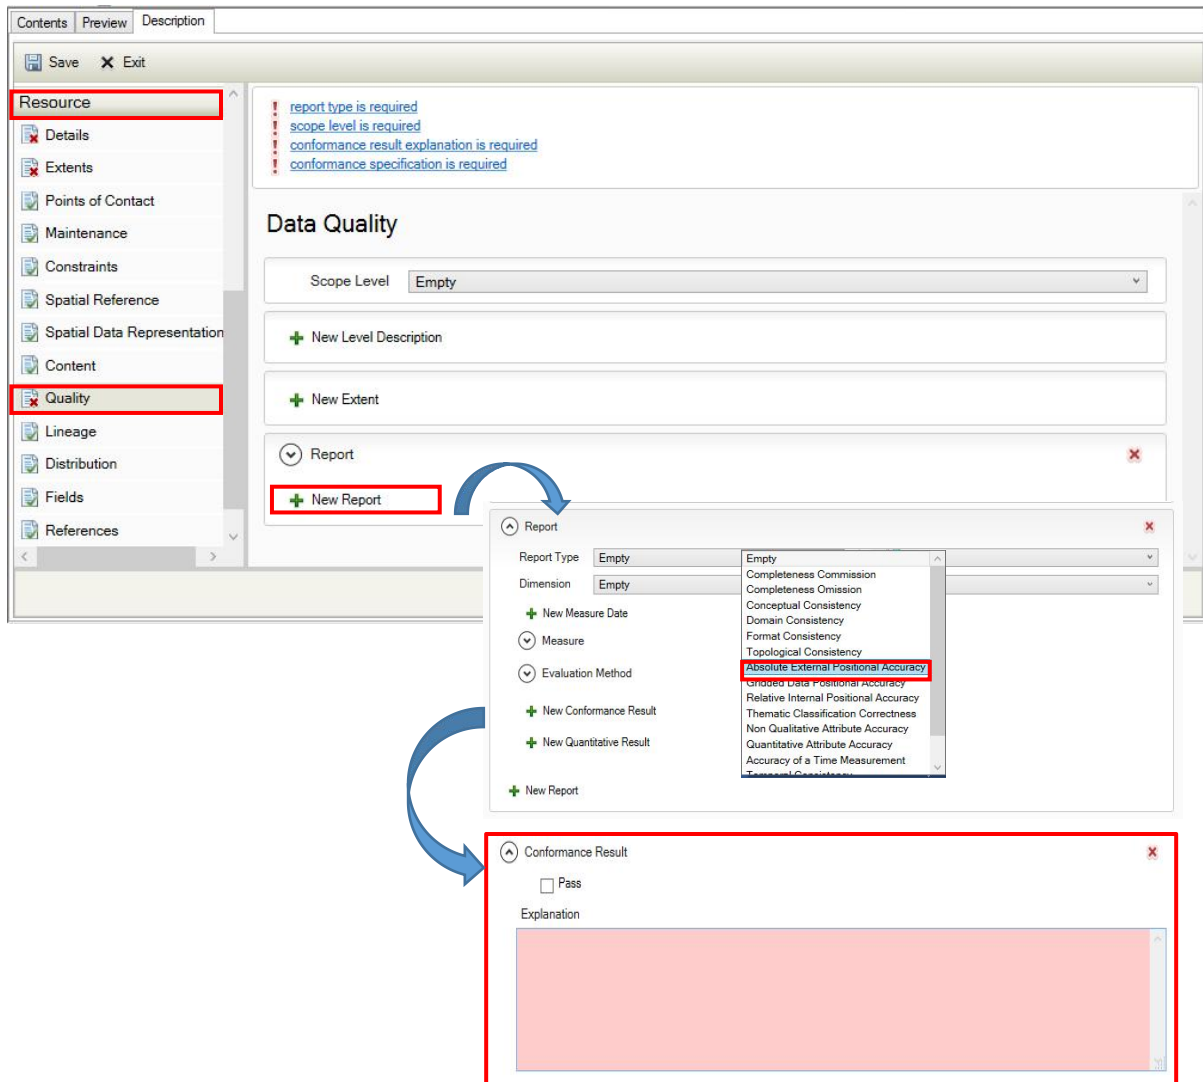 Contents Preview Description
Save Exit
Resource
Details
Extents
Points of Contact
Maintenance
Constraints
Spatial Reference
Spatial Data Representation
Content
Quality
Lineage
Distribution
Fields
References
report type is required
scope level is required
conformance result explanation is required
conformance specification is required
Data Quality
Scope Level Empty
New Level Description
New Extent
Report
New Report
Report
Report Type Empty
Dimension Empty
New Measure Date
Measure
Evaluation Method
New Conformance Result
New Quantitative Result
New Report
Empty
Completeness Commission
Completeness Omission
Conceptual Consistency
Domain Consistency
Format Consistency
Topological Consistency
Absolute External Positional Accuracy
Gridded Data Positional Accuracy
Relative Internal Positional Accuracy
Thematic Classification Correctness
Non Qualitative Attribute Accuracy
Quantitative Attribute Accuracy
Accuracy of a Time Measurement
Temporal Consistency
Conformance Result
Pass
Explanation